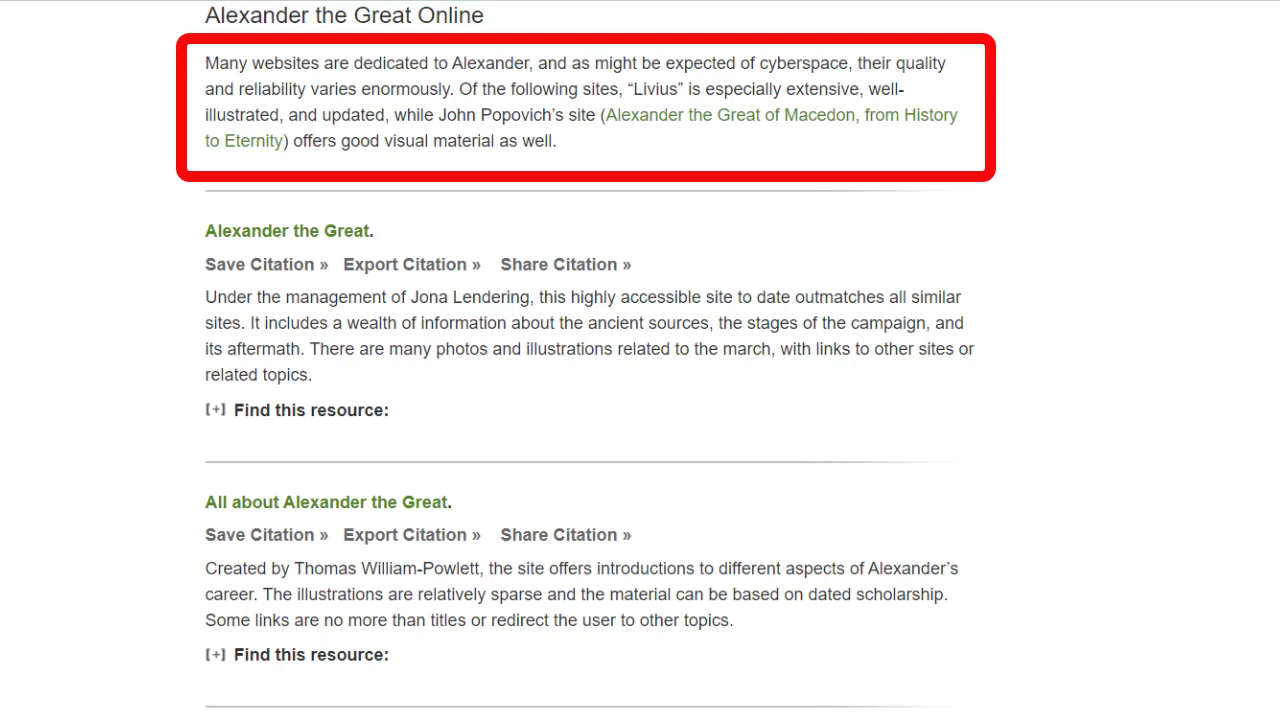 Alexander the Great Online
Many websites are dedicated to Alexander, and as might be expected of cyberspace, their quality
and reliability varies enormously. Of the following sites, “Livius” is especially extensive, well-
illustrated, and updated, while John Popovich’s site (Alexander the Great of Macedon, from History
to Eternity) offers good visual material as well.
Alexander the Great.
Save Citation » Export Citation » Share Citation »
Under the management of Jona Lendering, this highly accessible site to date outmatches all similar
sites. It includes a wealth of information about the ancient sources, the stages of the campaign, and
its aftermath. There are many photos and illustrations related to the march, with links to other sites or
related topics.
[+] Find this resource:
All about Alexander the Great.
Save Citation » Export Citation » Share Citation »
Created by Thomas William-Powlett, the site offers introductions to different aspects of Alexander’s
career. The illustrations are relatively sparse and the material can be based on dated scholarship.
Some links are no more than titles or redirect the user to other topics.
[+] Find this resource: